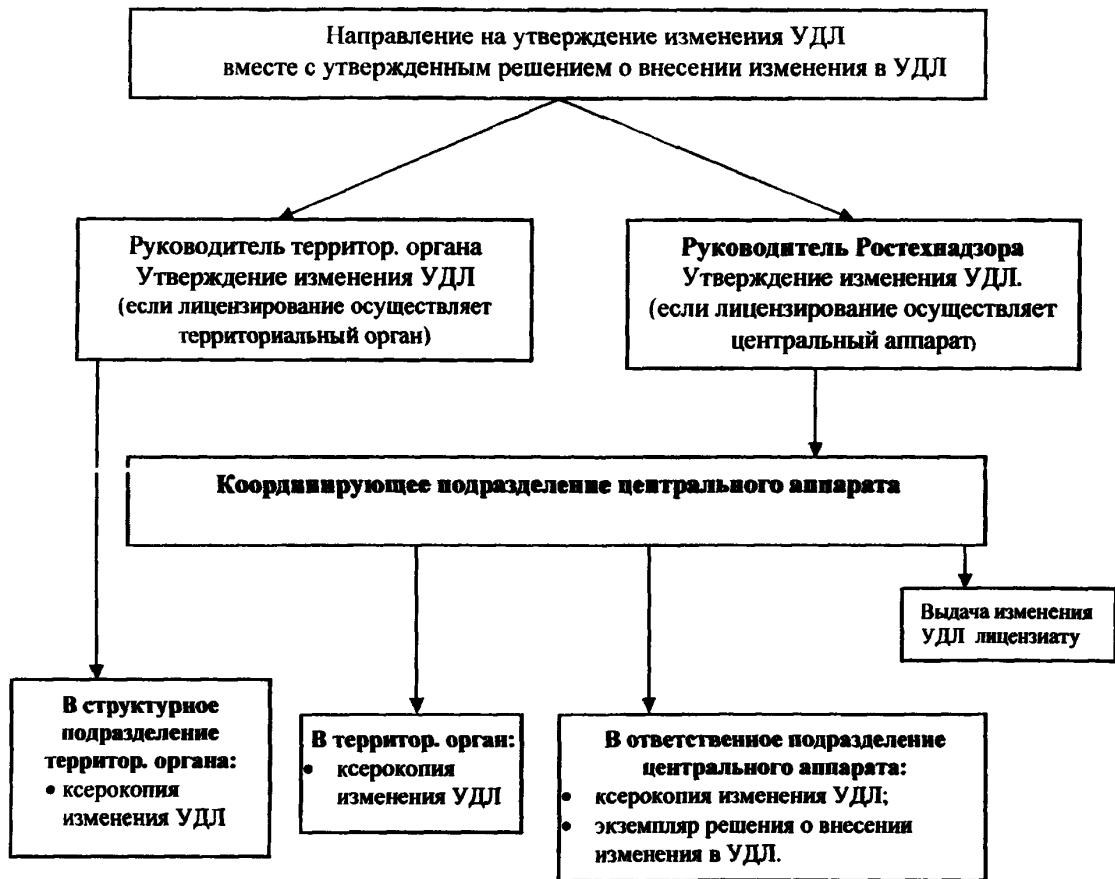 Направление на утверждение изменения УДЛ
вместе с утвержденным решением о внесении изменения в УДЛ
Руководитель территор. органа
Утверждение изменения УДЛ
(если лицензирование осуществляет
территориальный орган)
Руководитель Ростехнадзора
Утверждение изменения УДЛ.
(если лицензирование осуществляет
центральный аппарат)
Координирующее подразделение центрального аппарата
Выдача изменения
УДЛ лицензиату
В структурное
подразделение
территор. органа:
• ксерокопия
изменения УДЛ
В территор. орган:
• ксерокопия
изменения УДЛ
В ответственное подразделение
центрального аппарата:
• ксерокопия изменения УДЛ;
• экземпляр решения о внесении
изменения в УДЛ.